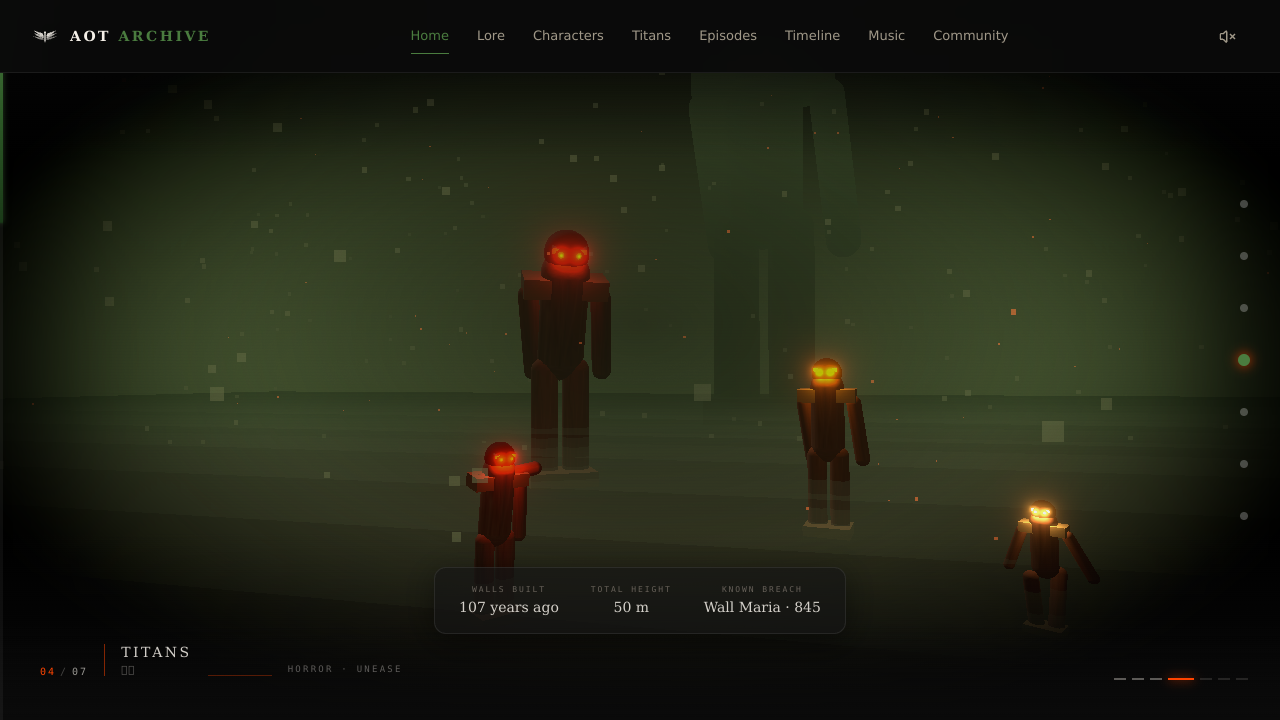 AOT ARCHIVE
Home Lore Characters Titans Episodes Timeline Music Community
WALLS BUILT TOTAL HEIGHT KNOWN BREACH
107 years ago 50 m Wall Maria · 845
04 / 07
TITANS
HORROR · UNEASE